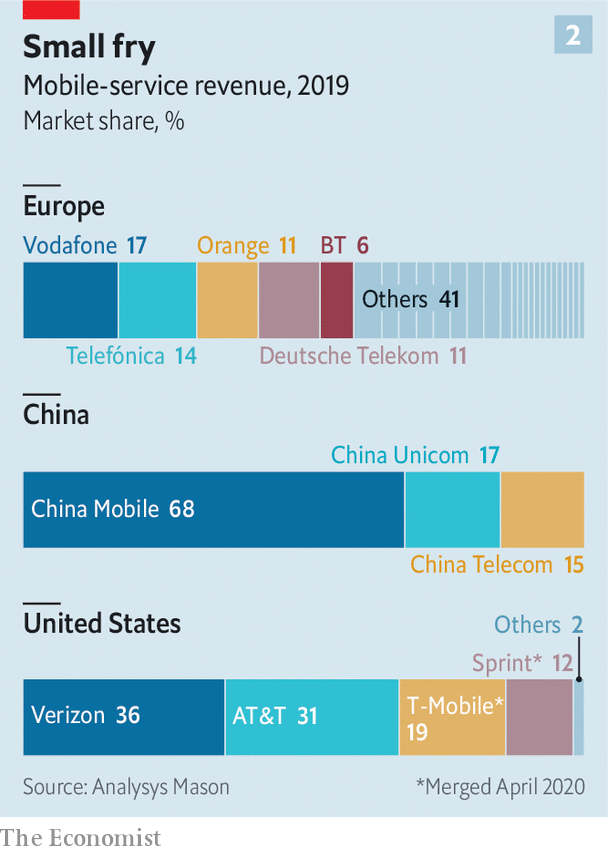 Small fry
2
Mobile-service revenue, 2019
Market share, %
Europe
Vodafone 17
Orange 11
BT 6
Others 41
Telefónica 14
Deutsche Telekom 11
China
China Unicom 17
China Mobile 68
China Telecom 15
United States
Others 2
Sprint* 12
Verizon 36
AT&T 31
T-Mobile*
19
Source: Analysys Mason
*Merged April 2020
The Economist